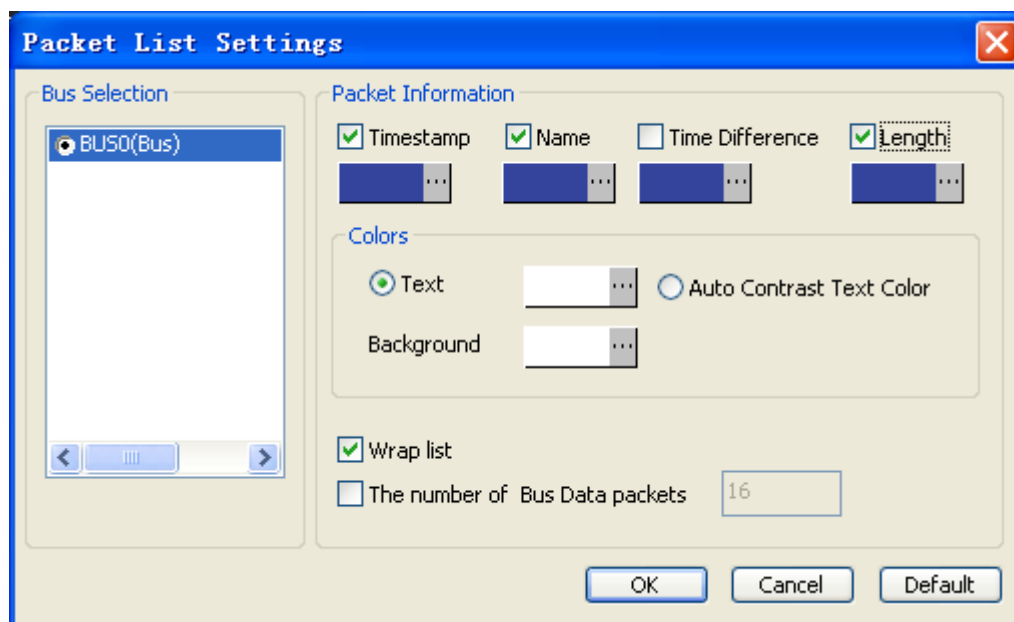 Packet List Settings
Bus Selection
BUS0(Bus)
Packet Information
Timestamp
Name
Time Difference
Length
Colors
Text
Auto Contrast Text Color
Background
Wrap list
The number of Bus Data packets
16
OK
Cancel
Default